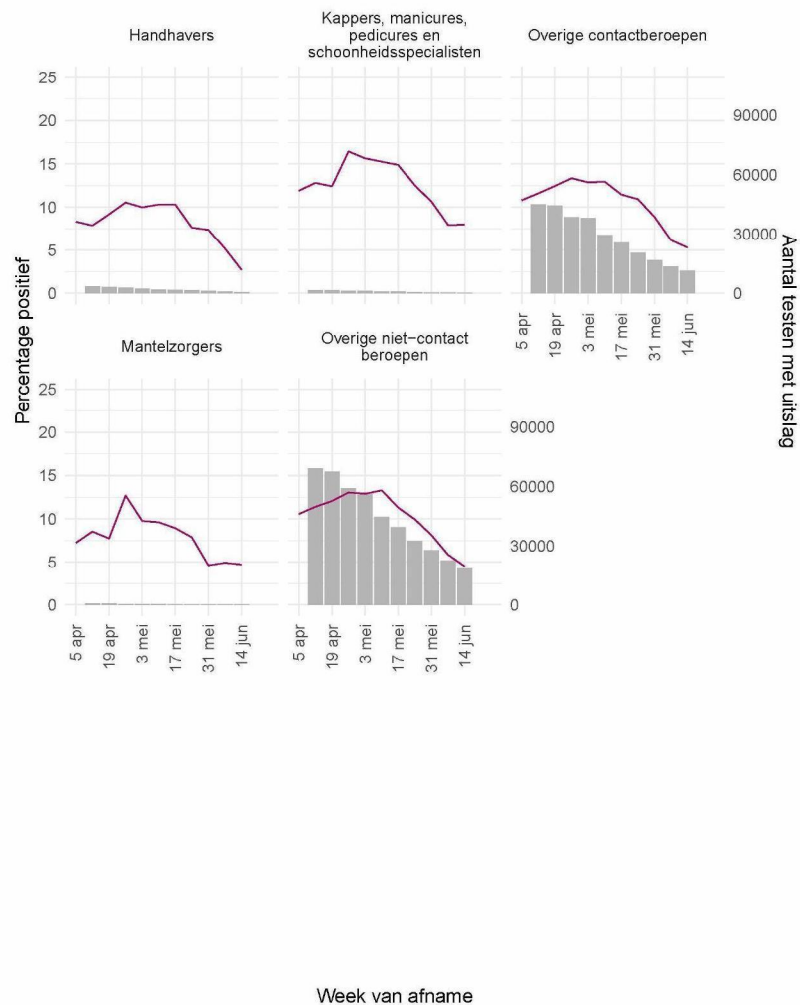 Handhavers
Kappers, manicures,
pedicures en
schoonheidsspecialisten
Overige contactberoepen
25
20
15
10
5
0
90000
60000
30000
0
5 apr
19 apr
3 mei
17 mei
31 mei
14 jun
Mantelzorgers
Overige niet−contact
beroepen
25
20
15
10
5
0
90000
60000
30000
0
5 apr
19 apr
3 mei
17 mei
31 mei
14 jun
5 apr
19 apr
3 mei
17 mei
31 mei
14 jun
Percentage positief
Aantal testen met uitslag
Week van afname